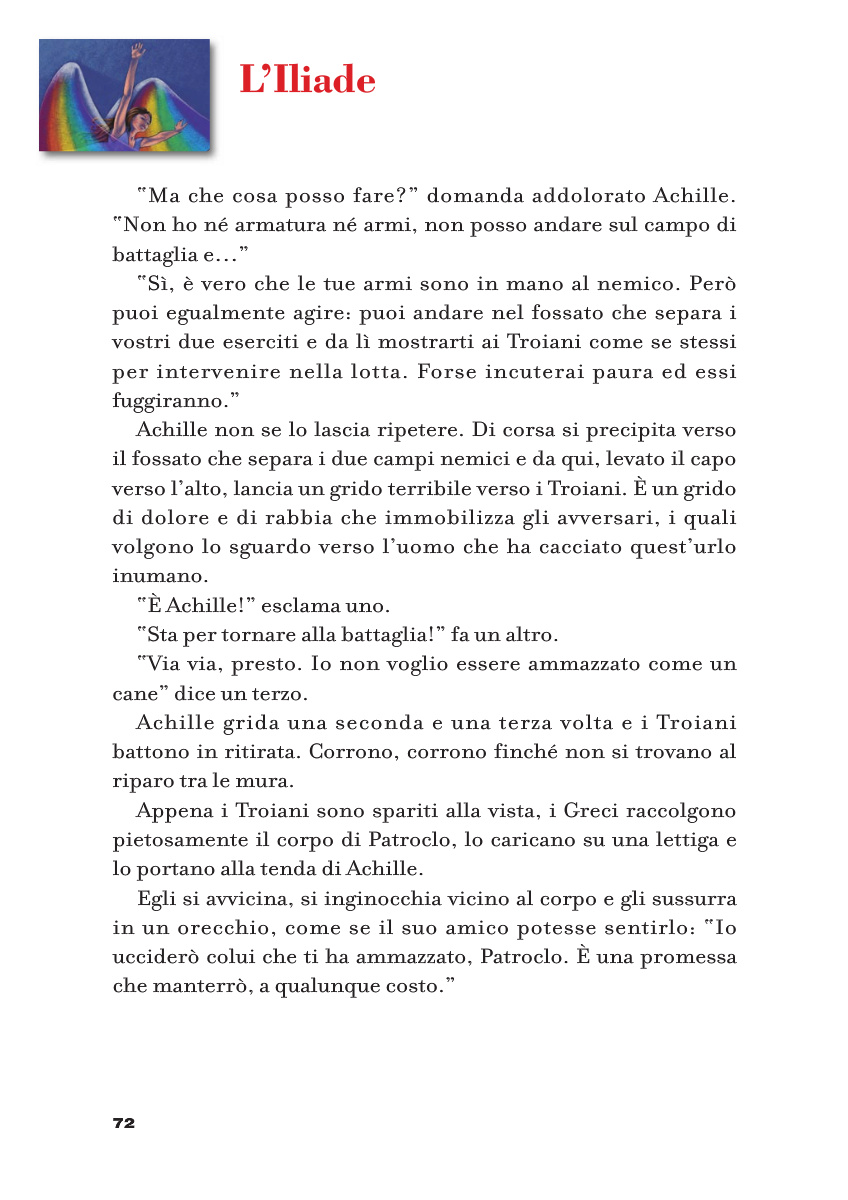 L’Iliade
“Ma che cosa posso fare?” domanda addolorato Achille.
“Non ho né armatura né armi, non posso andare sul campo di
battaglia e...”
“Sì, è vero che le tue armi sono in mano al nemico. Però
puoi egualmente agire: puoi andare nel fossato che separa i
vostri due eserciti e da lì mostrarti ai Troiani come se stessi
per intervenire nella lotta. Forse incuterai paura ed essi
fuggiranno.”
Achille non se lo lascia ripetere. Di corsa si precipita verso
il fossato che separa i due campi nemici e da qui, levato il capo
verso l’alto, lancia un grido terribile verso i Troiani. È un grido
di dolore e di rabbia che immobilizza gli avversari, i quali
volgono lo sguardo verso l’uomo che ha cacciato quest’urlo
inumano.
“È Achille!” esclama uno.
“Sta per tornare alla battaglia!” fa un altro.
“Via via, presto. Io non voglio essere ammazzato come un
cane” dice un terzo.
Achille grida una seconda e una terza volta e i Troiani
battono in ritirata. Corrono, corrono finché non si trovano al
riparo tra le mura.
Appena i Troiani sono spariti alla vista, i Greci raccolgono
pietosamente il corpo di Patroclo, lo caricano su una lettiga e
lo portano alla tenda di Achille.
Egli si avvicina, si inginocchia vicino al corpo e gli sussurra
in un orecchio, come se il suo amico potesse sentirlo: “Io
ucciderò colui che ti ha ammazzato, Patroclo. È una promessa
che manterrò, a qualunque costo.”
72